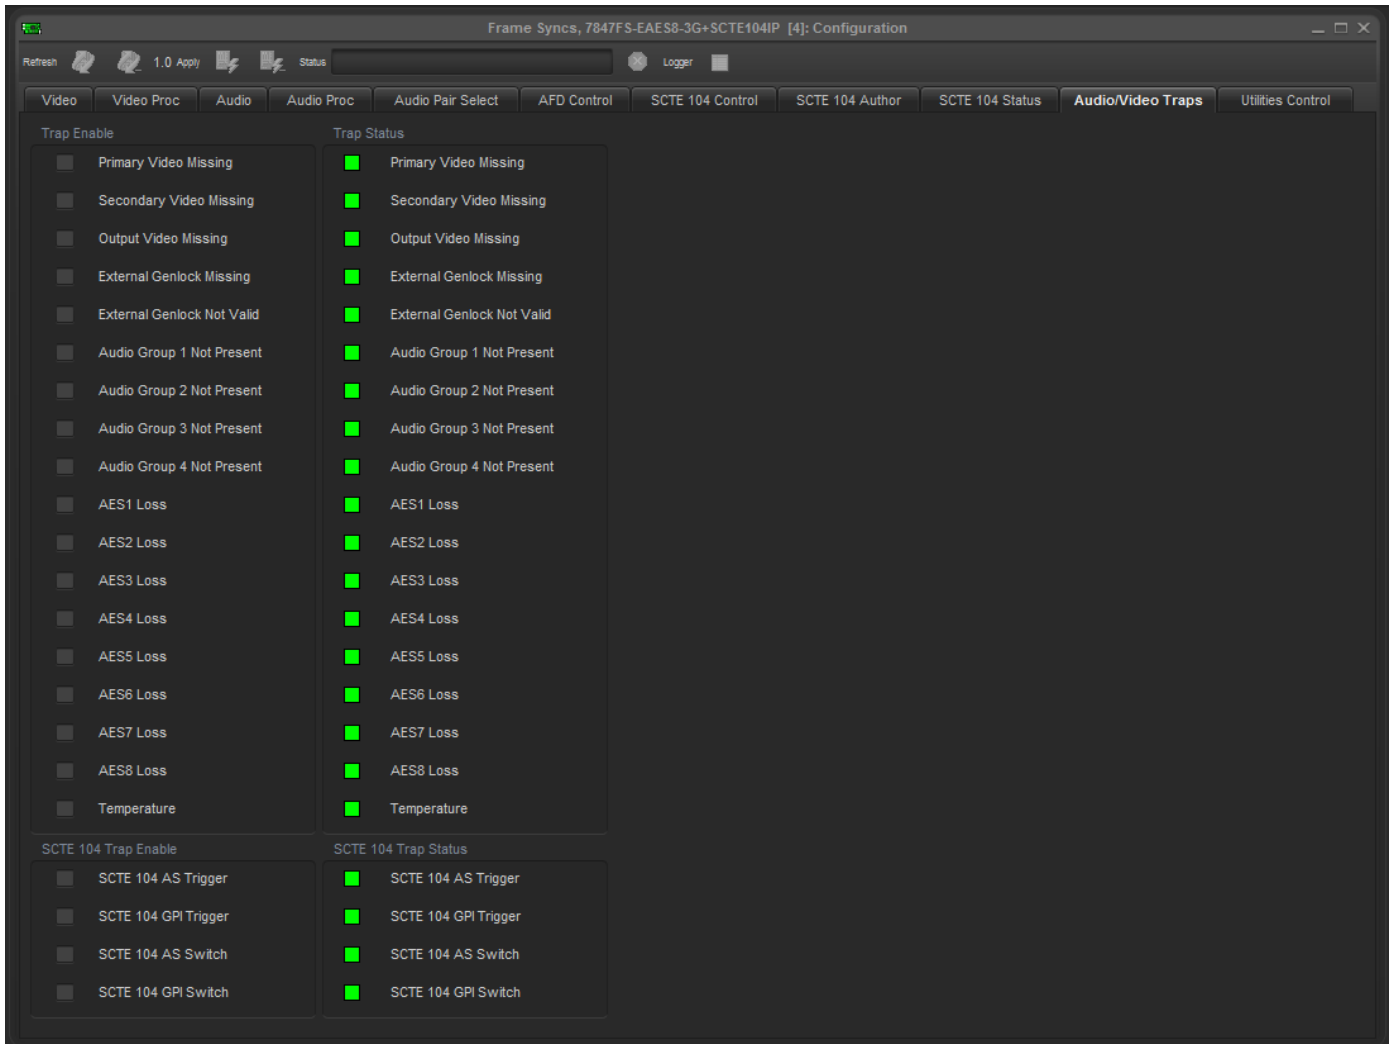 Frame Syncs, 7847FS-EAES8-3G+SCTE104IP [4]: Configuration
Refresh 1.0 Apply Status Logger
Video Video Proc Audio Audio Proc Audio Pair Select AFD Control SCTE 104 Control SCTE 104 Author SCTE 104 Status Audio/Video Traps Utilities Control
Trap Enable Trap Status
Primary Video Missing Primary Video Missing
Secondary Video Missing Secondary Video Missing
Output Video Missing Output Video Missing
External Genlock Missing External Genlock Missing
External Genlock Not Valid External Genlock Not Valid
Audio Group 1 Not Present Audio Group 1 Not Present
Audio Group 2 Not Present Audio Group 2 Not Present
Audio Group 3 Not Present Audio Group 3 Not Present
Audio Group 4 Not Present Audio Group 4 Not Present
AES1 Loss AES1 Loss
AES2 Loss AES2 Loss
AES3 Loss AES3 Loss
AES4 Loss AES4 Loss
AES5 Loss AES5 Loss
AES6 Loss AES6 Loss
AES7 Loss AES7 Loss
AES8 Loss AES8 Loss
Temperature Temperature
SCTE 104 Trap Enable SCTE 104 Trap Status
SCTE 104 AS Trigger SCTE 104 AS Trigger
SCTE 104 GPI Trigger SCTE 104 GPI Trigger
SCTE 104 AS Switch SCTE 104 AS Switch
SCTE 104 GPI Switch SCTE 104 GPI Switch